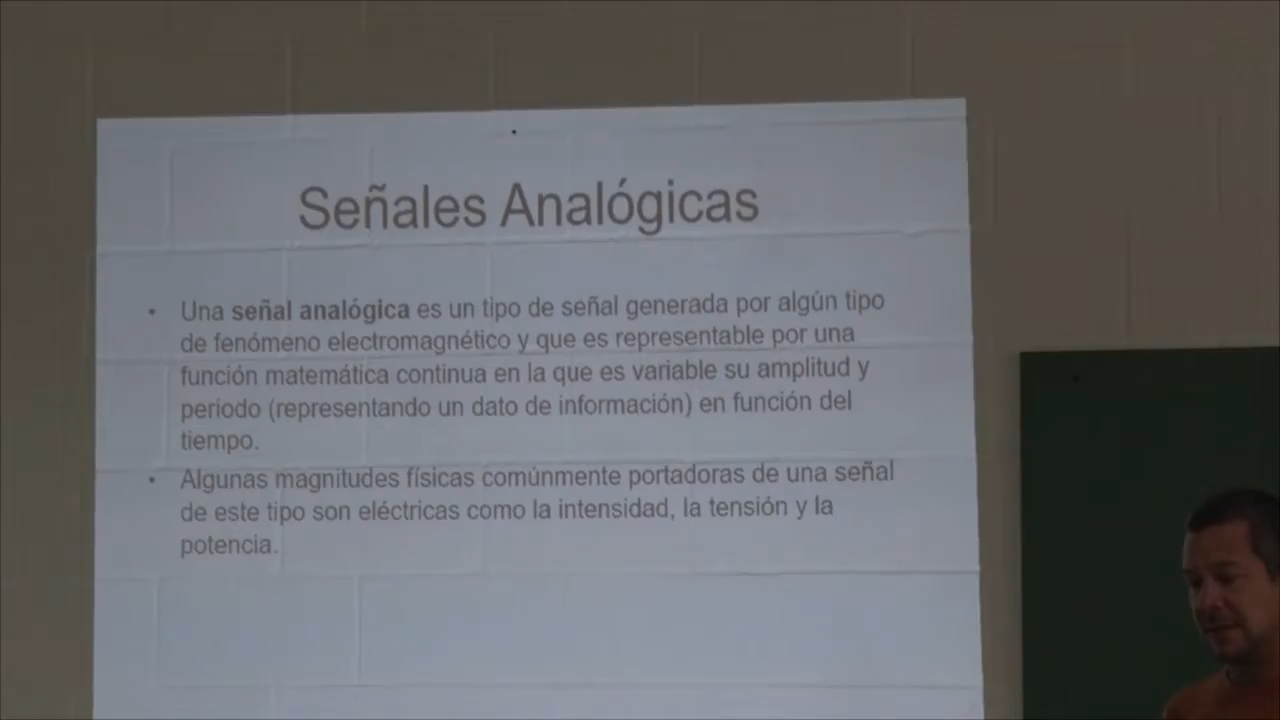 Señales Analógicas
• Una señal analógica es un tipo de señal generada por algún tipo
de fenómeno electromagnético y que es representable por una
función matemática continua en la que es variable su amplitud y
periodo (representando un dato de información) en función del
tiempo.
• Algunas magnitudes físicas comúnmente portadoras de una señal
de este tipo son eléctricas como la intensidad, la tensión y la
potencia.